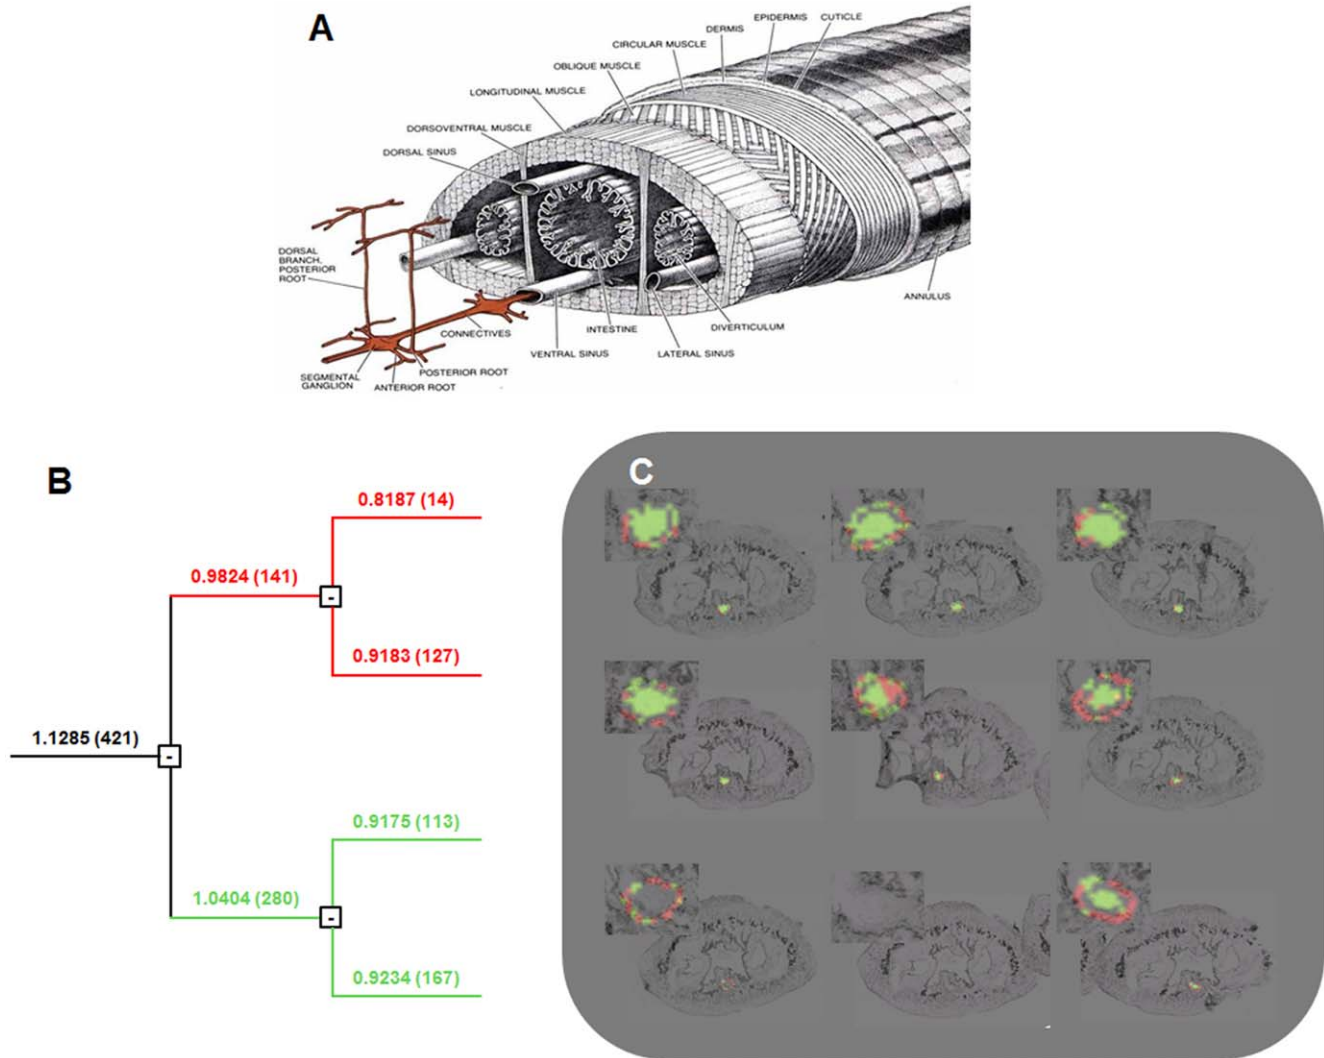 A
EPIDERMIS
CUTICLE
DERMIS
CIRCULAR MUSCLE
OBLIQUE MUSCLE
LONGITUDINAL MUSCLE
DORSOVENTRAL MUSCLE
DORSAL SINUS
DORSAL
BRANCH,
POSTERIOR
ROOT
ANNULUS
CONNECTIVES
INTESTINE
DIVERTICULUM
VENTRAL SINUS
LATERAL SINUS
POSTERIOR ROOT
SEGMENTAL
GANGLION
ANTERIOR ROOT
B
0.8187 (14)
0.9824 (141)
-
0.9183 (127)
1.1285 (421)
-
0.9175 (113)
1.0404 (280)
-
0.9234 (167)
C